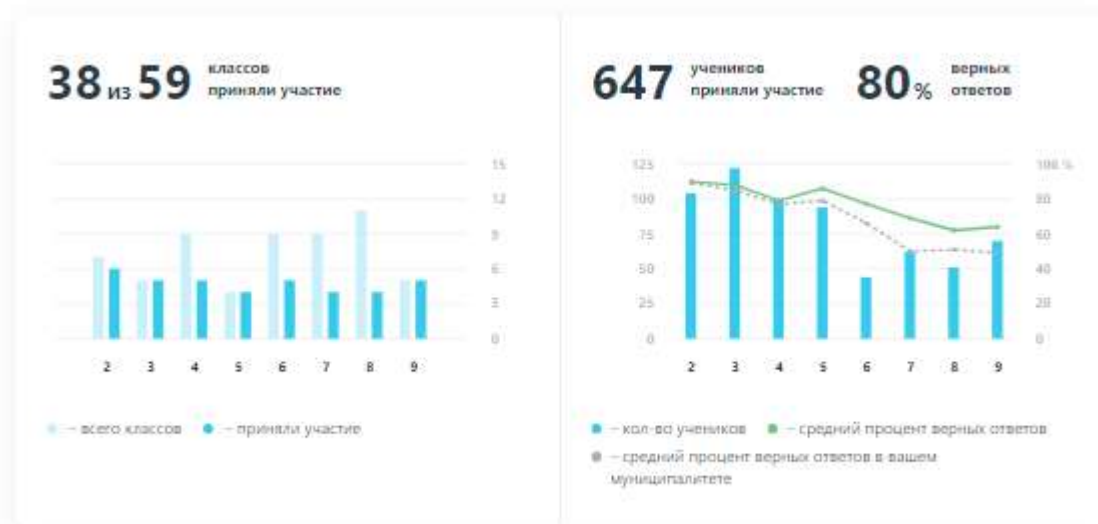 38 из 59 классов
приняли участие
15
12
9
6
3
0
2 3 4 5 6 7 8 9
– всего классов – приняли участие
647 учеников
приняли участие
80% верных
ответов
125 100 %
100 80
75 60
50 40
25 20
0 0
2 3 4 5 6 7 8 9
– кол-во учеников – средний процент верных ответов
– средний процент верных ответов в вашем
муниципалитете